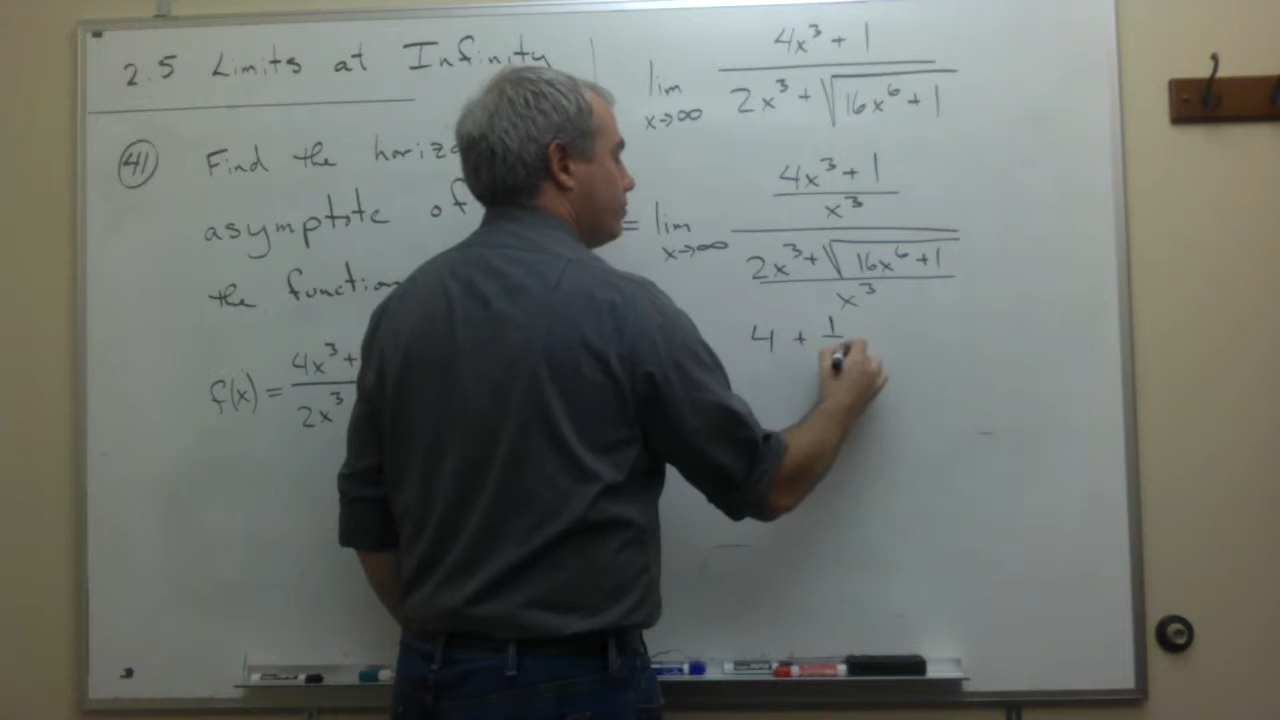 2.5 Limits at Infinity
41 Find the
asymptote of
the function
f(x) = 4x³+
2x³
lim x→∞ 4x³ + 1
2x³ + √16x⁶ + 1
= lim x→∞ 4x³ + 1
x³
2x³ + √16x⁶ + 1
x³
4 + 1